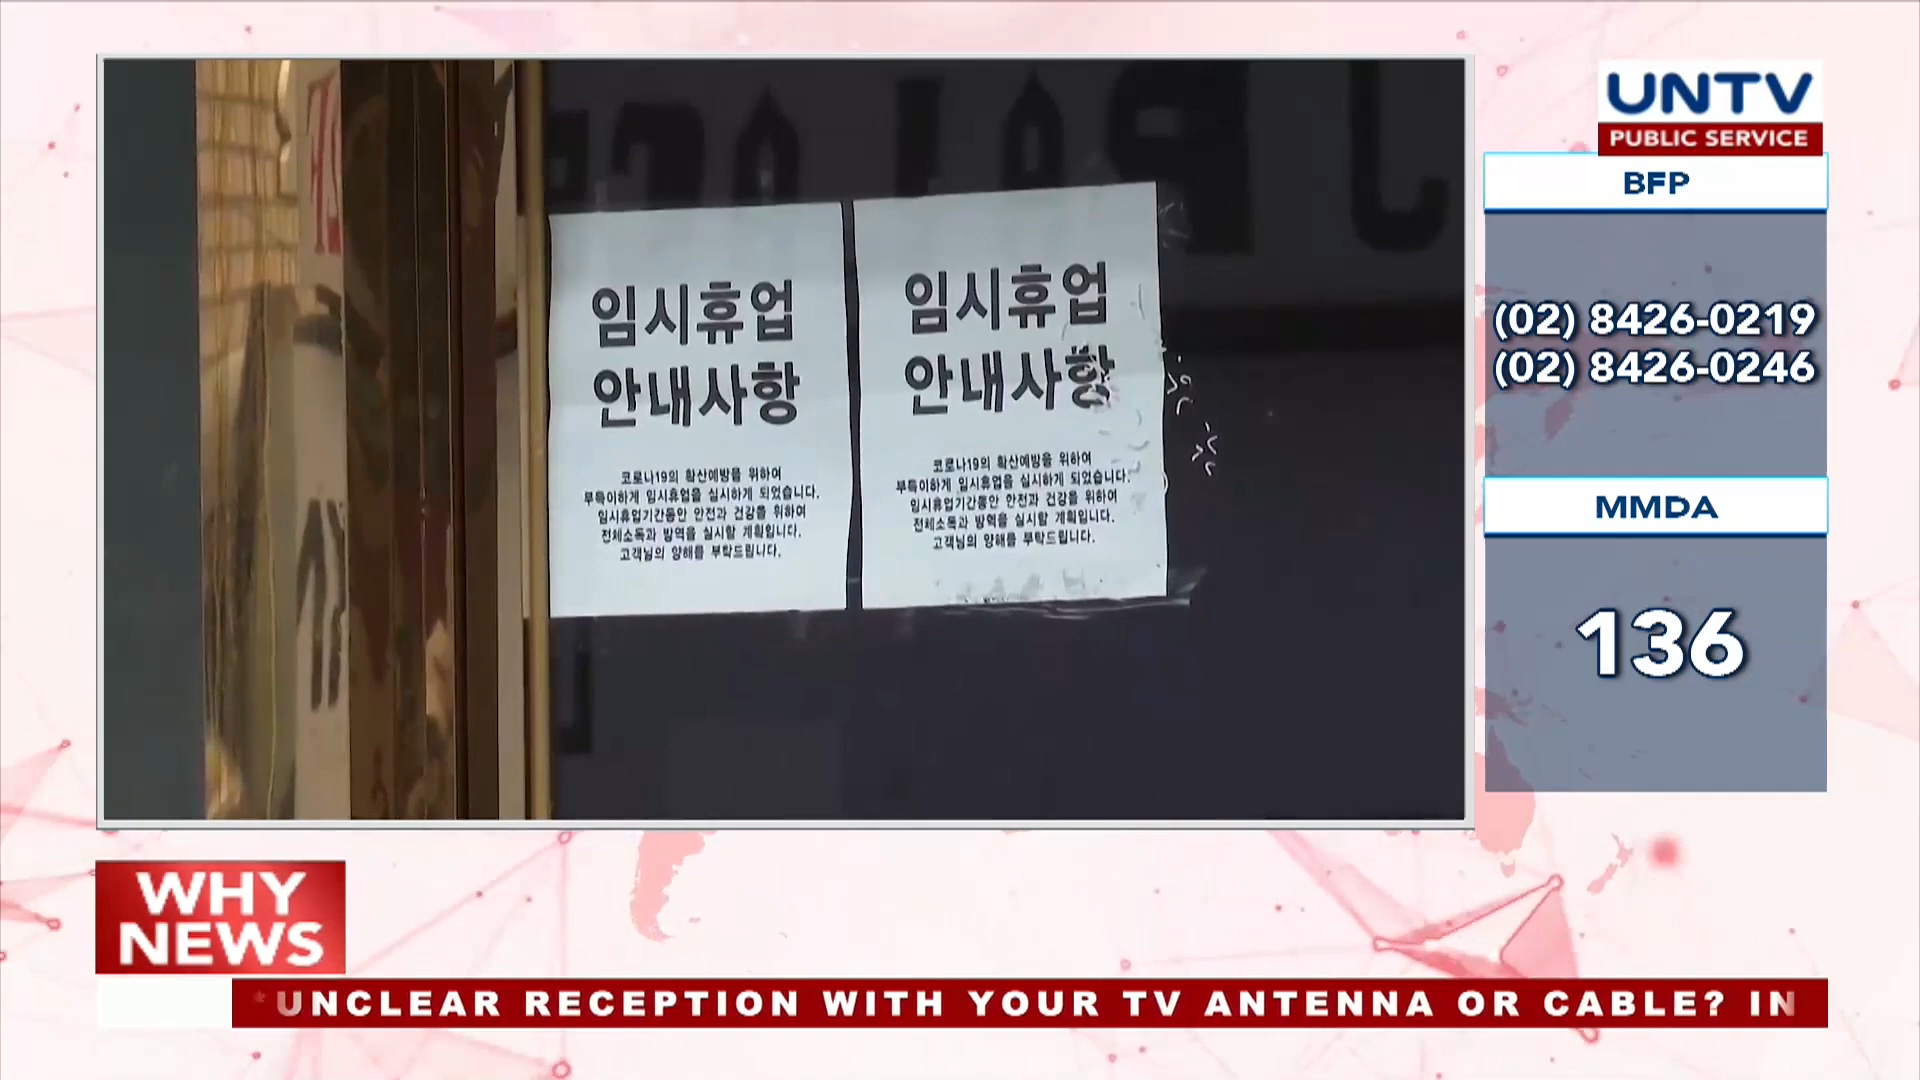 UNTV
PUBLIC SERVICE
BFP
(02) 8426-0219
(02) 8426-0246
MMDA
136
임시휴업
안내사항
코로나19의 확산예방을 위하여
부득이하게 임시휴업을 실시하게 되었습니다.
임시휴업기간동안 안전과 건강을 위하여
전체소독과 방역을 실시할 계획입니다.
고객님의 양해를 부탁드립니다.
임시휴업
안내사항
코로나19의 확산예방을 위하여
부득이하게 임시휴업을 실시하게 되었습니다.
임시휴업기간동안 안전과 건강을 위하여
전체소독과 방역을 실시할 계획입니다.
고객님의 양해를 부탁드립니다.
WHY
NEWS
* UNCLEAR RECEPTION WITH YOUR TV ANTENNA OR CABLE? IN